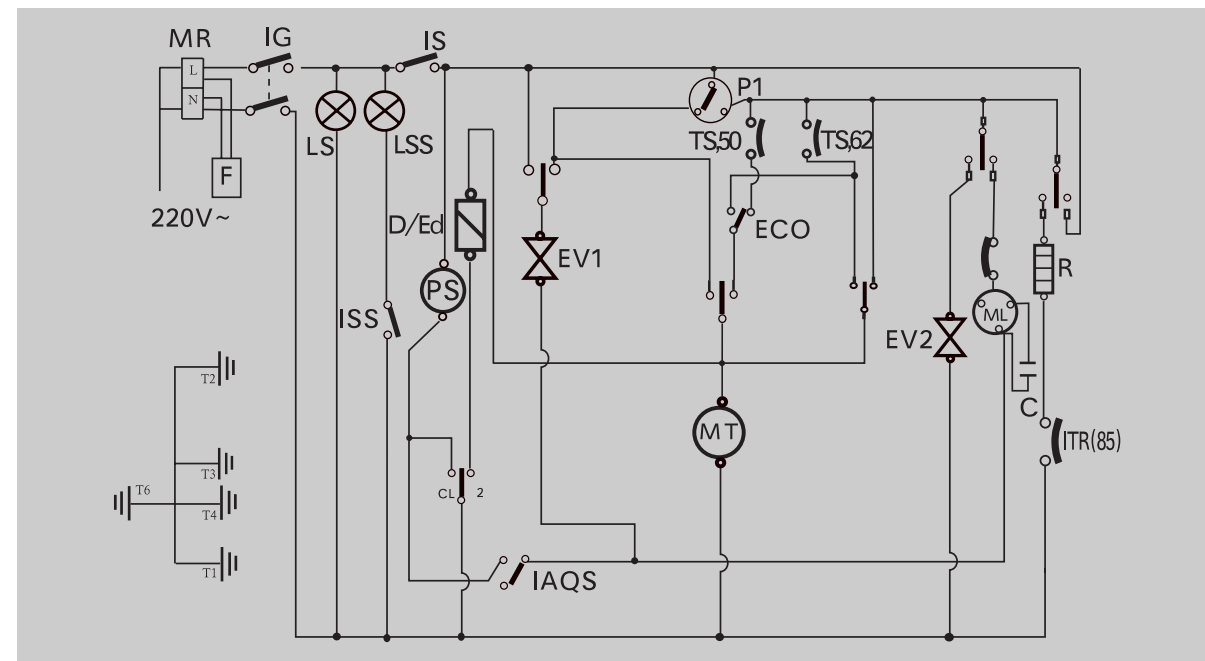 MR
IG
IS
L
N
F
220V~
LS
LSS
P1
TS,50
TS,62
D/Ed
EV1
ECO
PS
ISS
R
ML
EV2
C
MT
ITR(85)
T2
T3
T6
T4
T1
CL 2
IAQS